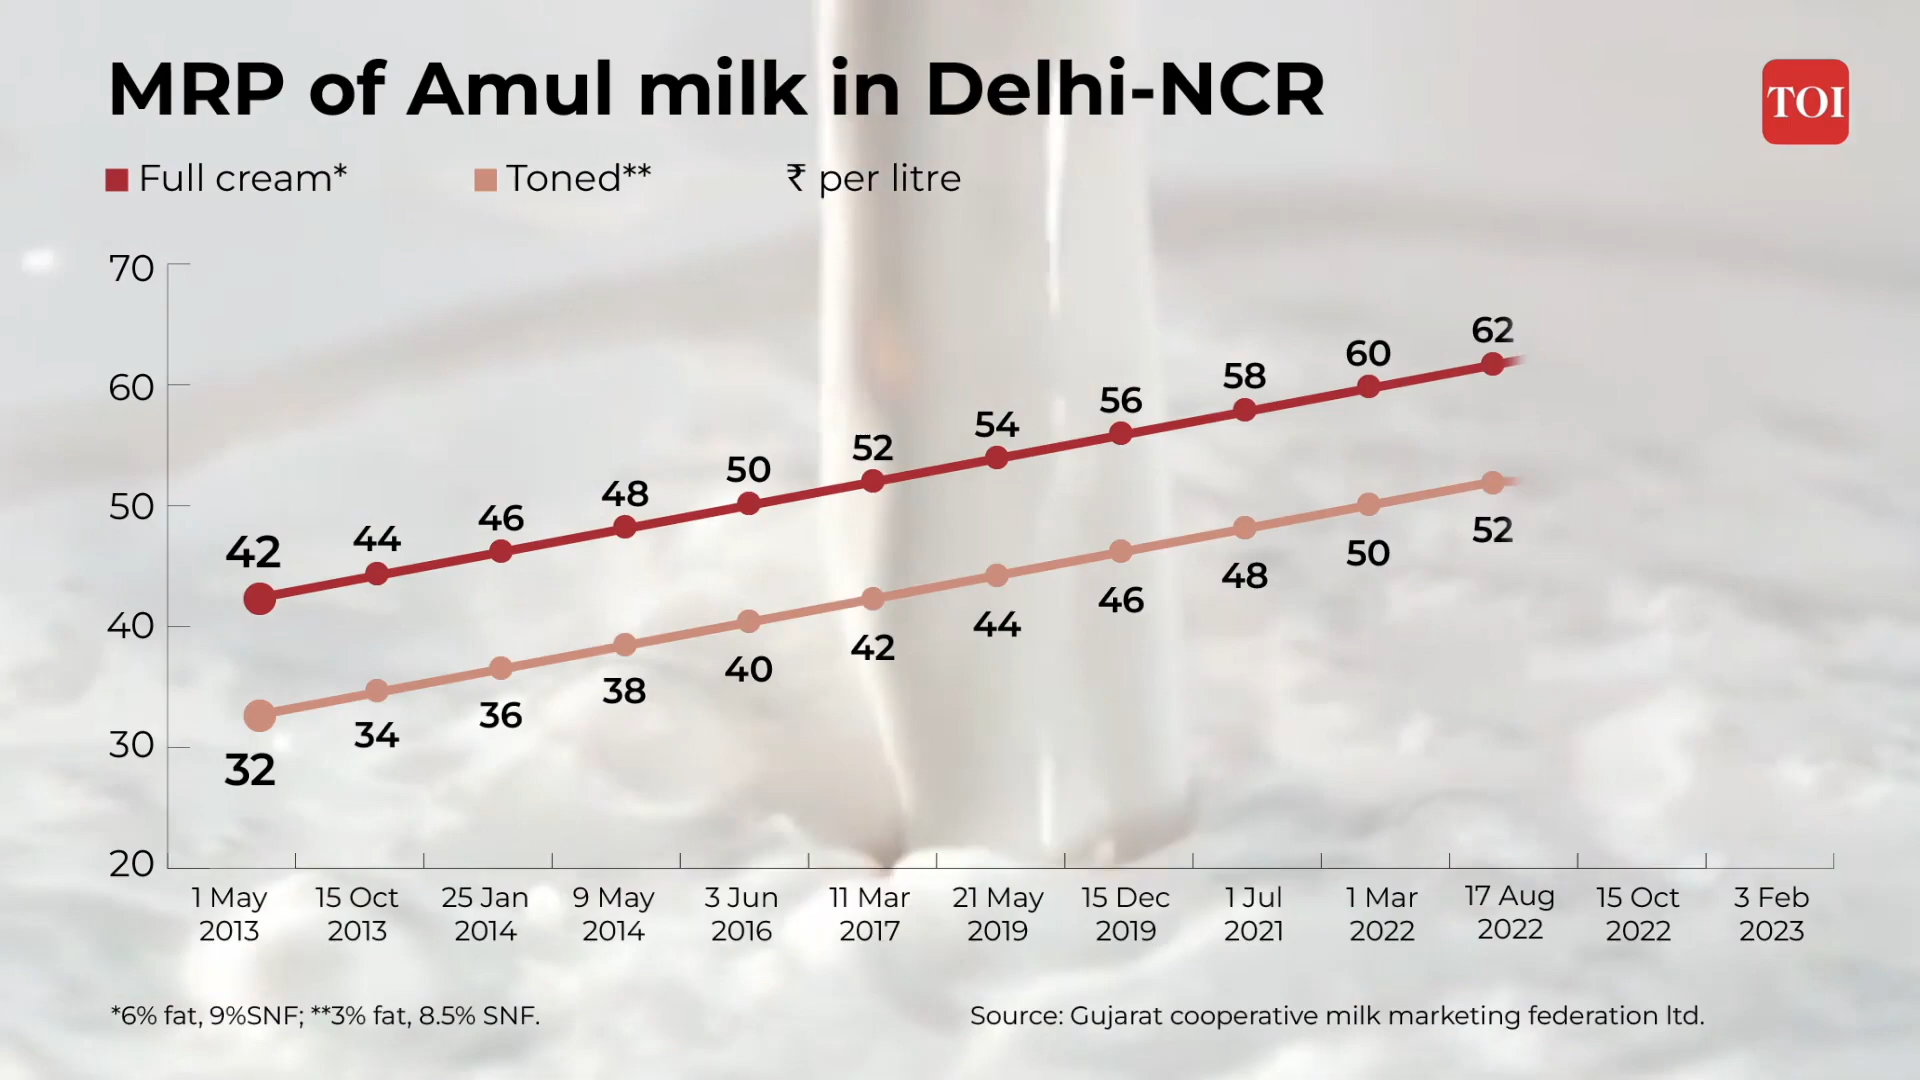 MRP of Amul milk in Delhi-NCR
TOI
Full cream* Toned** ₹ per litre
70
60
50
40
30
20
42 44 46 48 50 52 54 56 58 60 62
32 34 36 38 40 42 44 46 48 50 52
1 May 15 Oct 25 Jan 9 May 3 Jun 11 Mar 21 May 15 Dec 1 Jul 1 Mar 17 Aug 15 Oct 3 Feb
2013 2013 2014 2014 2016 2017 2019 2019 2021 2022 2022 2022 2023
*6% fat, 9%SNF; **3% fat, 8.5% SNF.
Source: Gujarat cooperative milk marketing federation ltd.